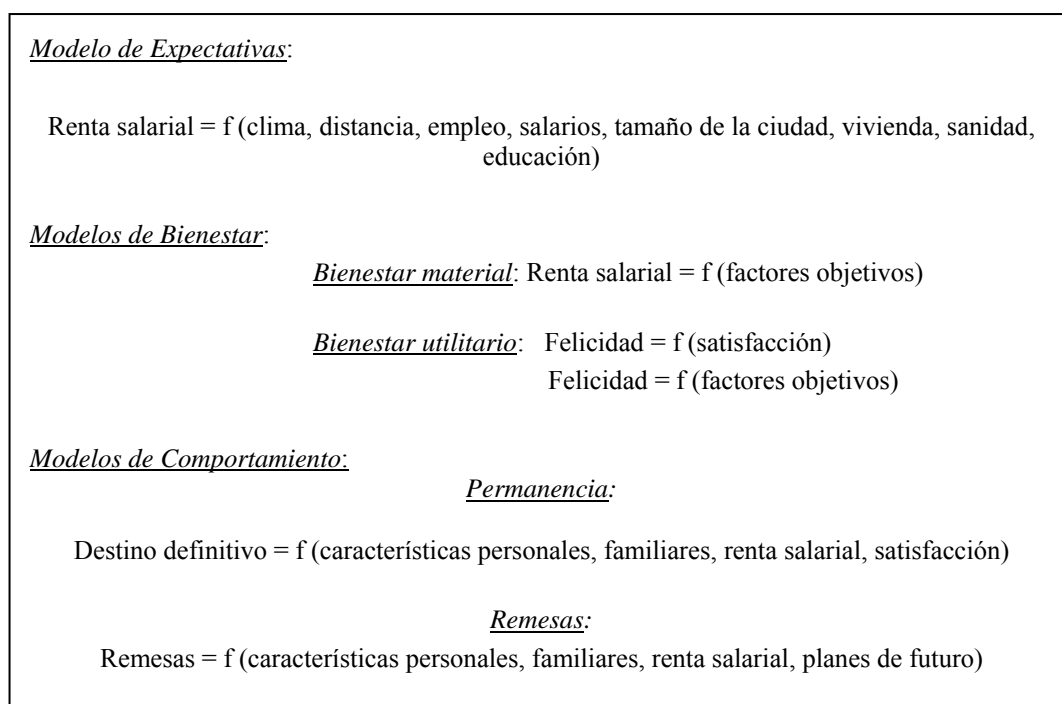 Modelo de Expectativas:
Renta salarial = f (clima, distancia, empleo, salarios, tamaño de la ciudad, vivienda, sanidad,
educación)
Modelos de Bienestar:
Bienestar material: Renta salarial = f (factores objetivos)
Bienestar utilitario: Felicidad = f (satisfacción)
Felicidad = f (factores objetivos)
Modelos de Comportamiento:
Permanencia:
Destino definitivo = f (características personales, familiares, renta salarial, satisfacción)
Remesas:
Remesas = f (características personales, familiares, renta salarial, planes de futuro)